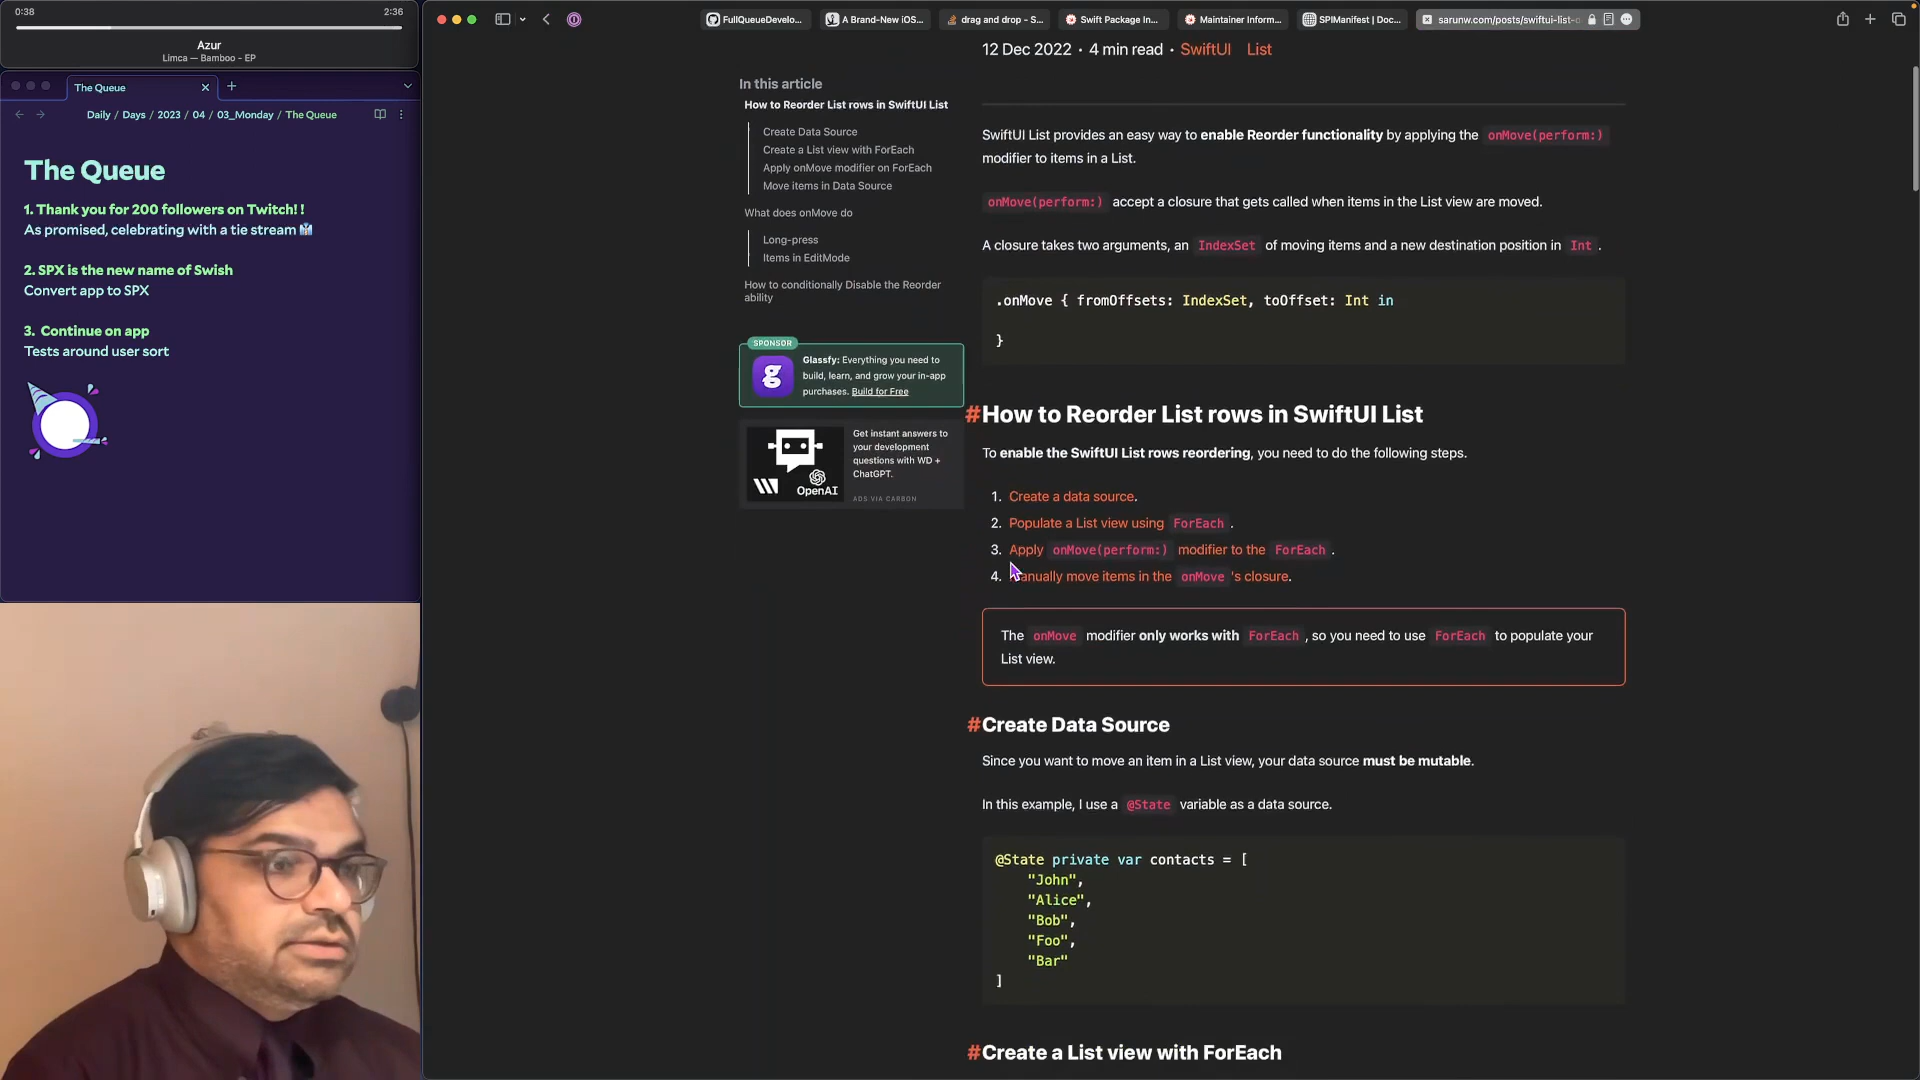 0:38
2:36
Azur
Limca — Bamboo - EP
The Queue
Daily / Days / 2023 / 04 / 03_Monday / The Queue
The Queue
1. Thank you for 200 followers on Twitch! !
As promised, celebrating with a tie stream 👔
2. SPX is the new name of Swish
Convert app to SPX
3. Continue on app
Tests around user sort
FullQueueDevelo...
A Brand-New iOS...
drag and drop - S...
Swift Package In...
Maintainer Inform...
SPIManifest | Doc...
sarunw.com/posts/swiftui-list-
12 Dec 2022 · 4 min read · SwiftUI List
In this article
How to Reorder List rows in SwiftUI List
Create Data Source
Create a List view with ForEach
Apply onMove modifier on ForEach
Move items in Data Source
What does onMove do
Long-press
Items in EditMode
How to conditionally Disable the Reorder
ability
SPONSOR
Glassfy: Everything you need to
build, learn, and grow your in-app
purchases. Build for Free
Get instant answers to
your development
questions with WD +
ChatGPT.
OpenAI
ADS VIA CARBON
SwiftUI List provides an easy way to enable Reorder functionality by applying the onMove(perform:)
modifier to items in a List.
onMove(perform:) accept a closure that gets called when items in the List view are moved.
A closure takes two arguments, an IndexSet of moving items and a new destination position in Int .
.onMove { fromOffsets: IndexSet, toOffset: Int in
}
#How to Reorder List rows in SwiftUI List
To enable the SwiftUI List rows reordering, you need to do the following steps.
1. Create a data source.
2. Populate a List view using ForEach .
3. Apply onMove(perform:) modifier to the ForEach .
4. anually move items in the onMove 's closure.
The onMove modifier only works with ForEach , so you need to use ForEach to populate your
List view.
#Create Data Source
Since you want to move an item in a List view, your data source must be mutable.
In this example, I use a @State variable as a data source.
@State private var contacts = [
"John",
"Alice",
"Bob",
"Foo",
"Bar"
]
#Create a List view with ForEach